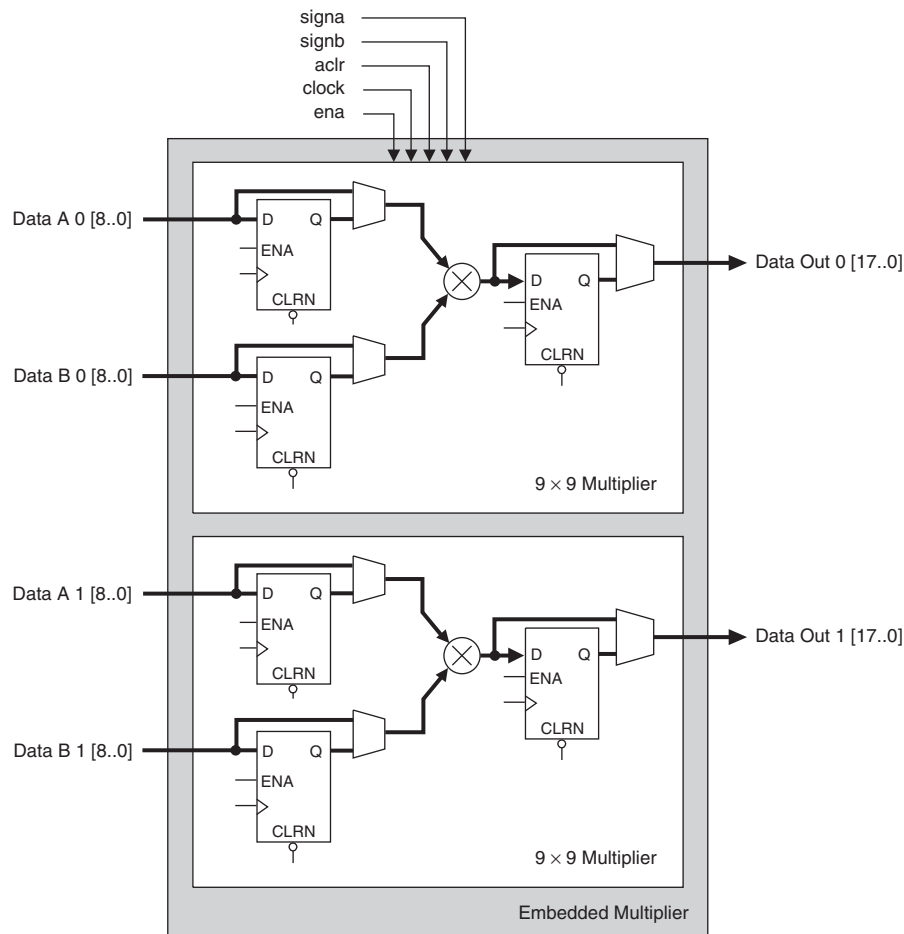 signa
signb
aclr
clock
ena
Data A 0 [8..0]
D Q
ENA
CLRN
Data B 0 [8..0]
D Q
ENA
CLRN
D Q
ENA
CLRN
Data Out 0 [17..0]
9 × 9 Multiplier
Data A 1 [8..0]
D Q
ENA
CLRN
Data B 1 [8..0]
D Q
ENA
CLRN
D Q
ENA
CLRN
Data Out 1 [17..0]
9 × 9 Multiplier
Embedded Multiplier